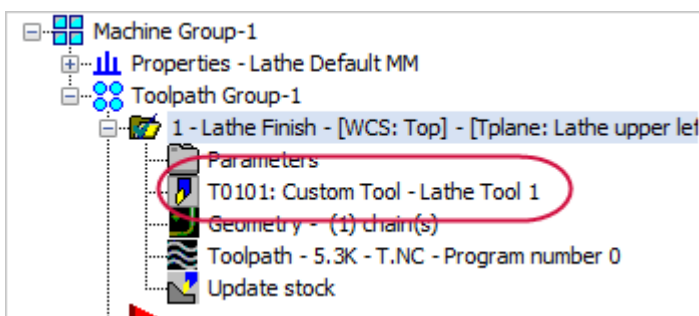 Machine Group-1
Properties - Lathe Default MM
Toolpath Group-1
1 - Lathe Finish - [WCS: Top] - [Tplane: Lathe upper lef
Parameters
T0101: Custom Tool - Lathe Tool 1
Geometry - (1) chain(s)
Toolpath - 5.3K - T.NC - Program number 0
Update stock